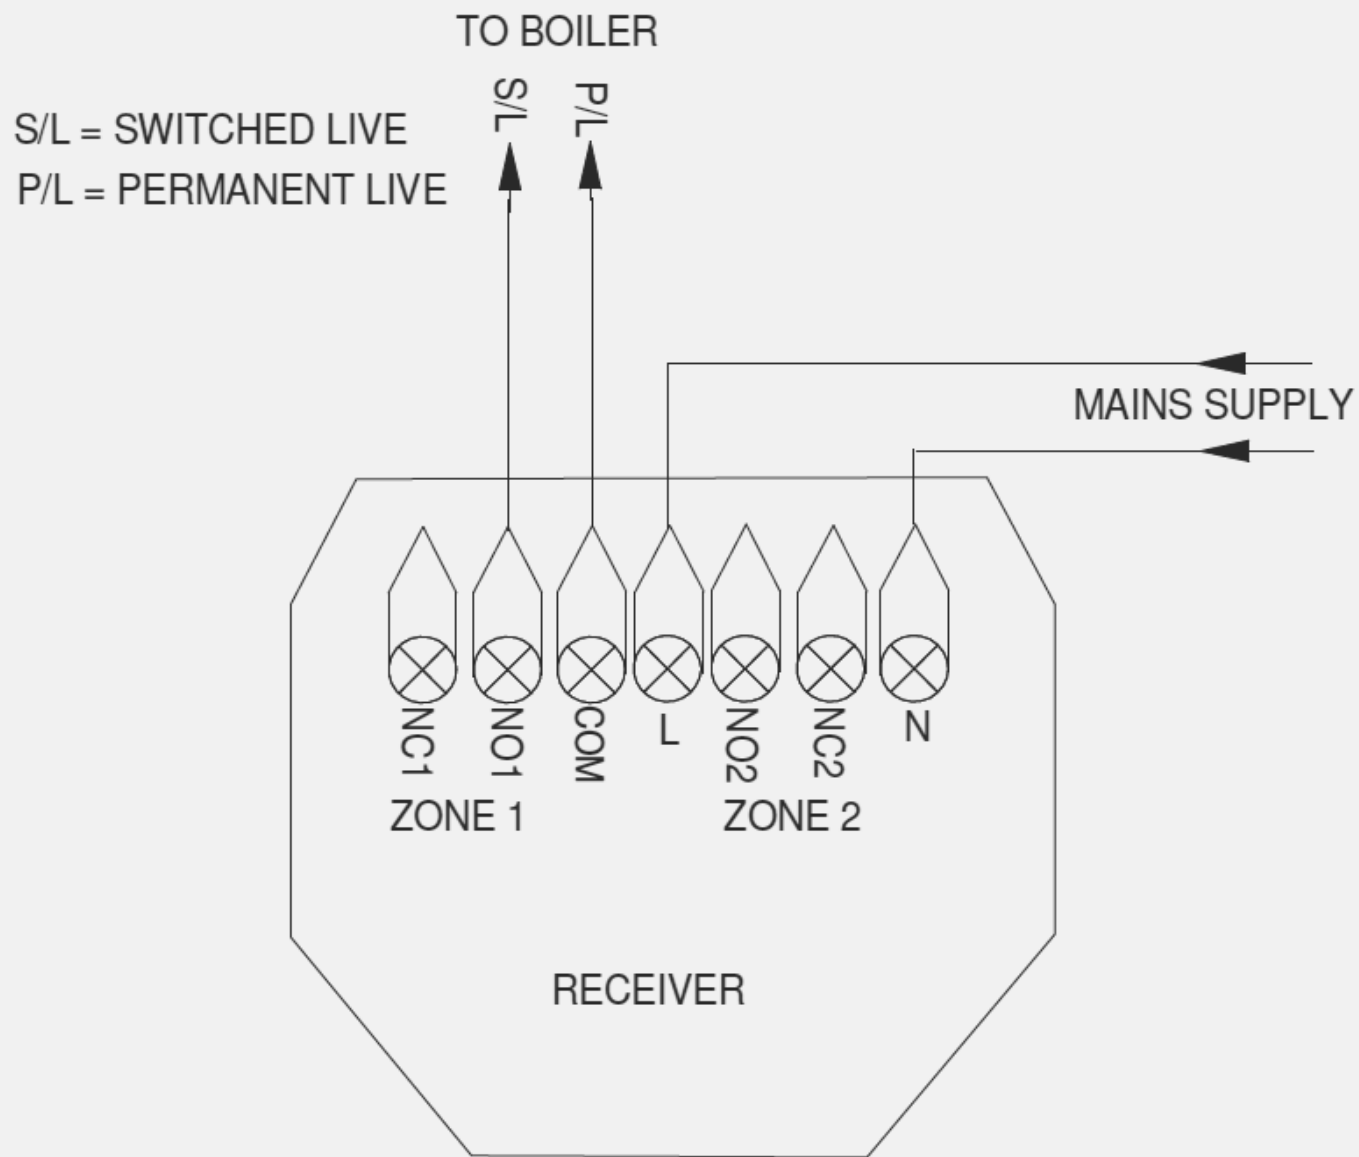 TO BOILER
S/L
P/L
S/L = SWITCHED LIVE
P/L = PERMANENT LIVE
MAINS SUPPLY
NC1
NO1
COM
L
NO2
NC2
N
ZONE 1
ZONE 2
RECEIVER